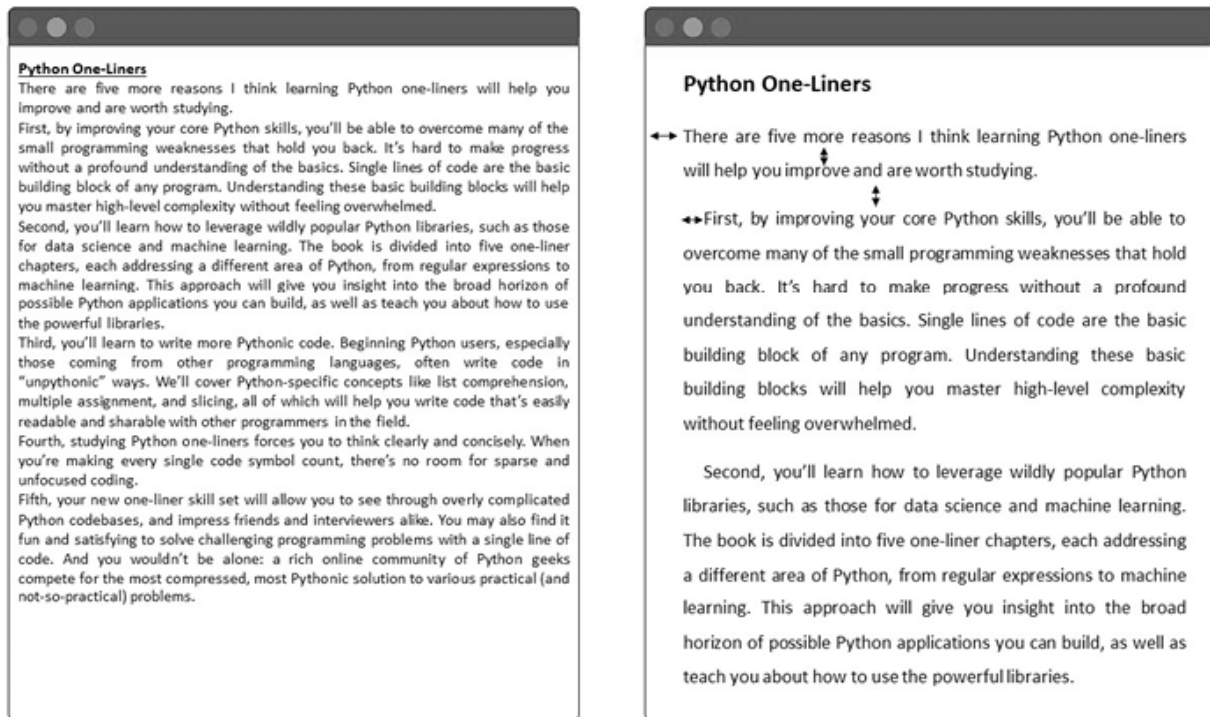 Python One-Liners
There are five more reasons I think learning Python one-liners will help you
improve and are worth studying.
First, by improving your core Python skills, you'll be able to overcome many of the
small programming weaknesses that hold you back. It's hard to make progress
without a profound understanding of the basics. Single lines of code are the basic
building block of any program. Understanding these basic building blocks will help
you master high-level complexity without feeling overwhelmed.
Second, you'll learn how to leverage wildly popular Python libraries, such as those
for data science and machine learning. The book is divided into five one-liner
chapters, each addressing a different area of Python, from regular expressions to
machine learning. This approach will give you insight into the broad horizon of
possible Python applications you can build, as well as teach you about how to use
the powerful libraries.
Third, you'll learn to write more Pythonic code. Beginning Python users, especially
those coming from other programming languages, often write code in
“unpythonic” ways. We'll cover Python-specific concepts like list comprehension,
multiple assignment, and slicing, all of which will help you write code that's easily
readable and sharable with other programmers in the field.
Fourth, studying Python one-liners forces you to think clearly and concisely. When
you're making every single code symbol count, there's no room for sparse and
unfocused coding.
Fifth, your new one-liner skill set will allow you to see through overly complicated
Python codebases, and impress friends and interviewers alike. You may also find it
fun and satisfying to solve challenging programming problems with a single line of
code. And you wouldn't be alone: a rich online community of Python geeks
compete for the most compressed, most Pythonic solution to various practical (and
not-so-practical) problems.
Python One-Liners
There are five more reasons I think learning Python one-liners
will help you improve and are worth studying.
First, by improving your core Python skills, you'll be able to
overcome many of the small programming weaknesses that hold
you back. It's hard to make progress without a profound
understanding of the basics. Single lines of code are the basic
building block of any program. Understanding these basic
building blocks will help you master high-level complexity
without feeling overwhelmed.
Second, you'll learn how to leverage wildly popular Python
libraries, such as those for data science and machine learning.
The book is divided into five one-liner chapters, each addressing
a different area of Python, from regular expressions to machine
learning. This approach will give you insight into the broad
horizon of possible Python applications you can build, as well as
teach you about how to use the powerful libraries.